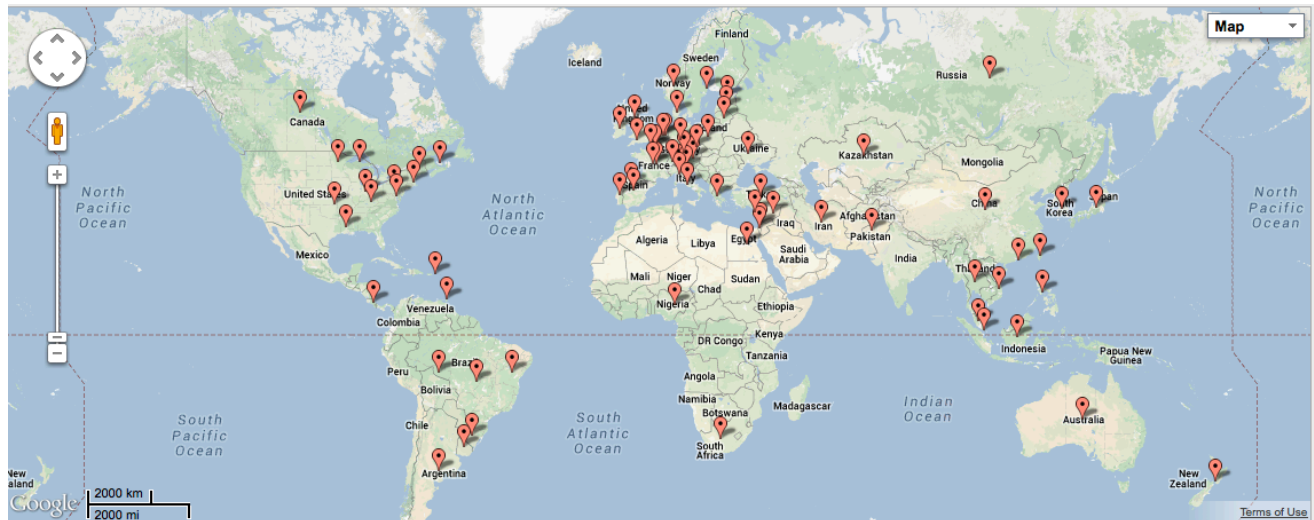 Map
Finland
Iceland
Sweden
Norway
Russia
Canada
United
Kingdom
Ukraine
Kazakhstan
Mongolia
France
North
Pacific
Ocean
United States
North
Atlantic
Ocean
Spain
Italy
China
South
Korea
Japan
North
Pacific
Ocean
Iraq
Iran
Afghanistan
Pakistan
Mexico
Algeria
Libya
Egypt
Saudi
Arabia
India
Thailand
Mali
Niger
Chad
Sudan
Venezuela
Nigeria
Ethiopia
Colombia
DR Congo
Kenya
Tanzania
Indonesia
Papua New
Guinea
Peru
Brazil
Bolivia
Angola
Namibia
Botswana
Madagascar
Indian
Ocean
South
Pacific
Ocean
Chile
South
Atlantic
Ocean
South
Africa
Australia
Argentina
New
Zealand
New
aland
Google
2000 km
2000 mi
Terms of Use